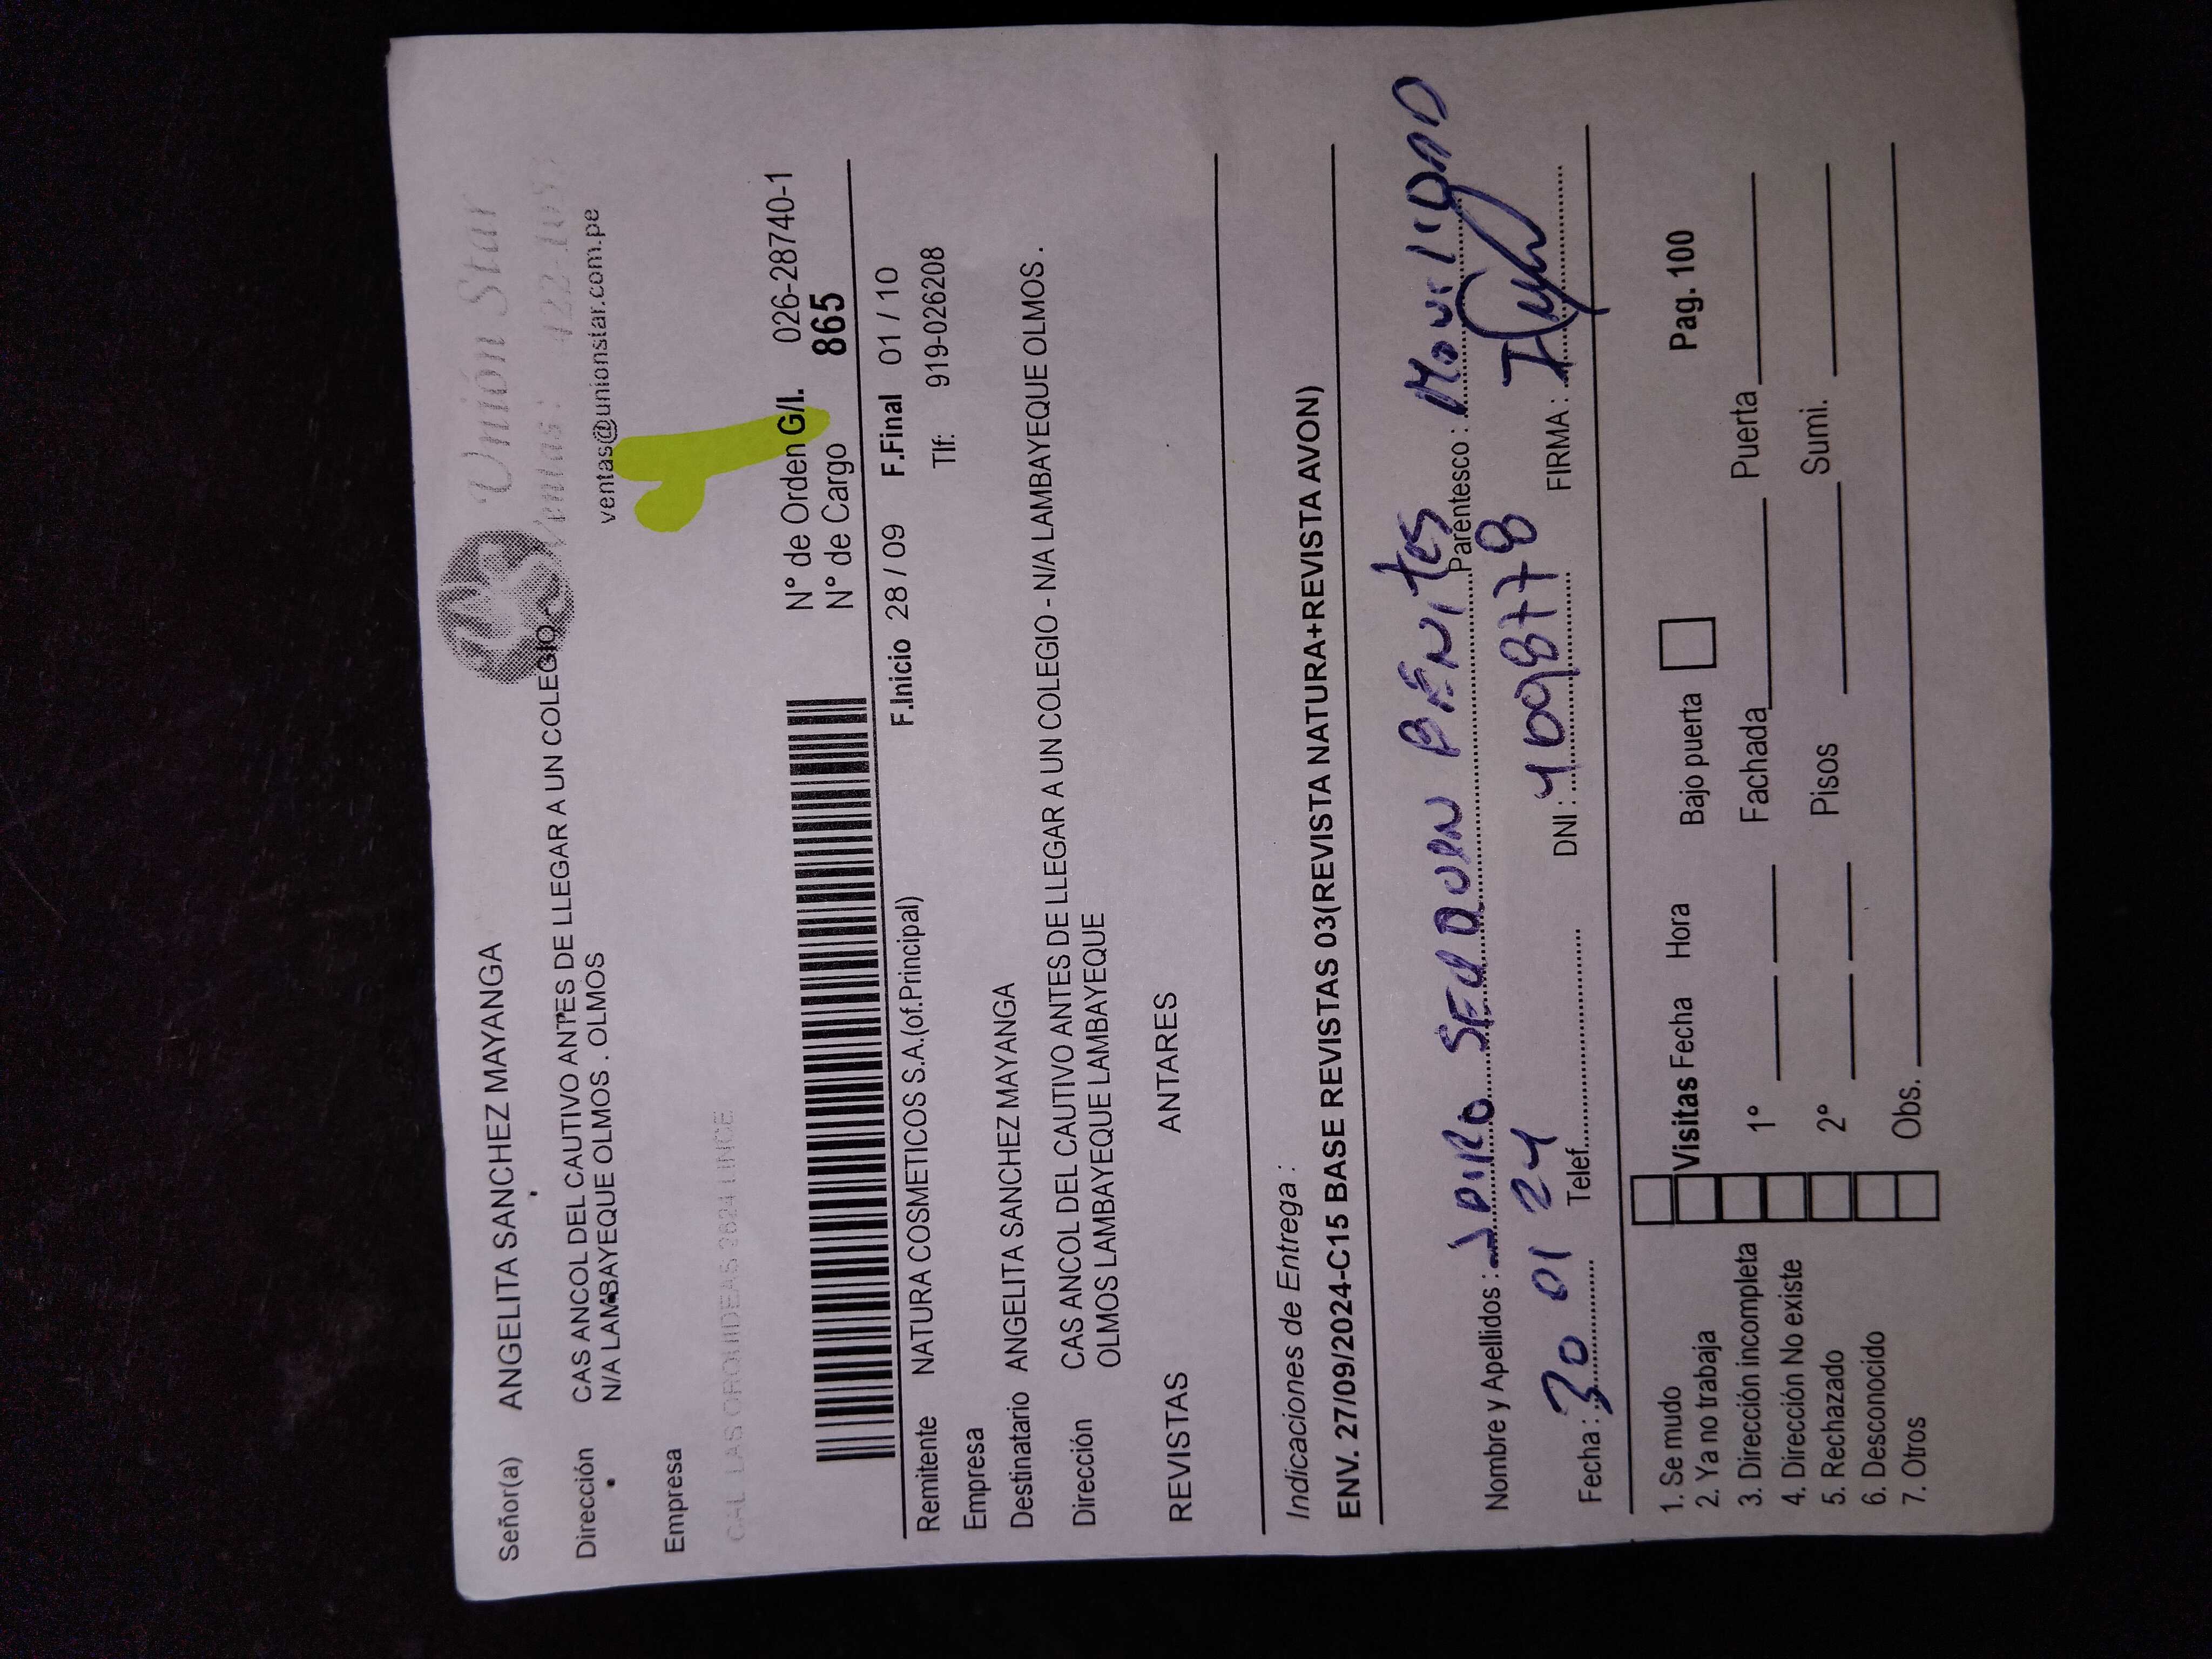 Unión Star
Ventas: 422-10
ventas@unionstar.com.pe
Señor(a) ANGELITA SANCHEZ MAYANGA
Dirección CAS ANCOL DEL CAUTIVO ANTES DE LLEGAR A UN COLEGIO -
N/A LAMBAYEQUE OLMOS . OLMOS
Empresa
CAL LAS ORQUIDEAS 2624 LINCE
N° de Orden G/I. 026-28740-1
N° de Cargo 865
Remitente NATURA COSMETICOS S.A.(of.Principal) F.Inicio 28 / 09 F.Final 01 / 10
Empresa Tlf: 919-026208
Destinatario ANGELITA SANCHEZ MAYANGA
Dirección CAS ANCOL DEL CAUTIVO ANTES DE LLEGAR A UN COLEGIO - N/A LAMBAYEQUE OLMOS .
OLMOS LAMBAYEQUE LAMBAYEQUE
REVISTAS ANTARES
Indicaciones de Entrega :
ENV. 27/09/2024-C15 BASE REVISTAS 03(REVISTA NATURA+REVISTA AVON)
Nombre y Apellidos : BENITES Parentesco :
Fecha : 30 01 24 Telef. DNI : 40987778 FIRMA :
1. Se mudo
2. Ya no trabaja
3. Dirección incompleta
4. Dirección No existe
5. Rechazado
6. Desconocido
7. Otros
Visitas Fecha Hora Bajo puerta Pag. 100
1° Fachada Puerta
2° Pisos Sumi.
Obs.